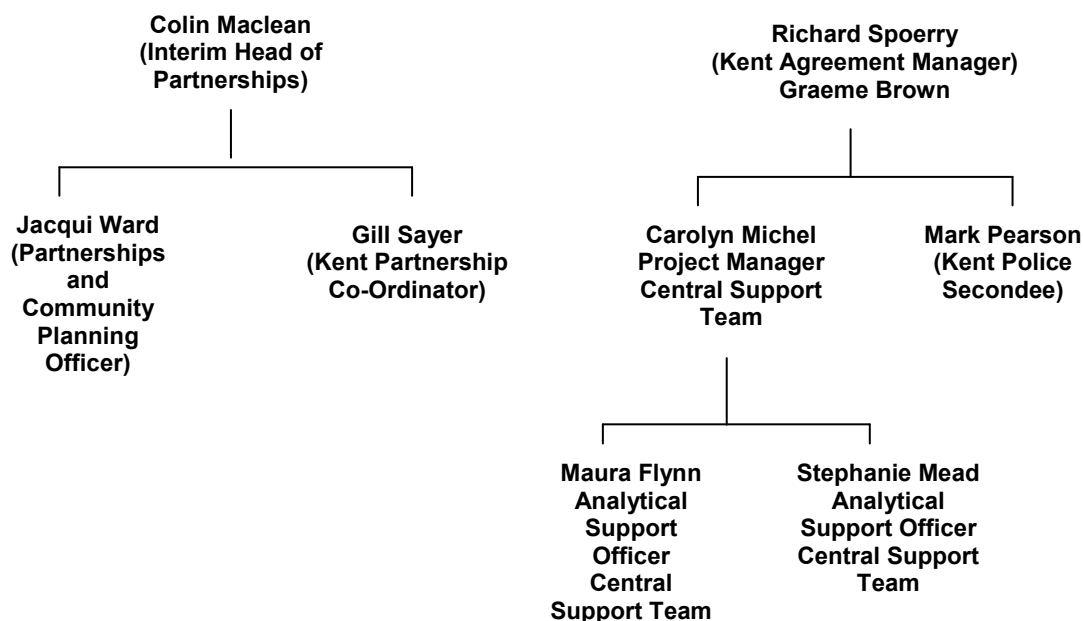 Colin Maclean
(Interim Head of
Partnerships)
Jacqui Ward
(Partnerships
and
Community
Planning
Officer)
Gill Sayer
(Kent Partnership
Co-Ordinator)
Richard Spoerry
(Kent Agreement Manager)
Graeme Brown
Carolyn Michel
Project Manager
Central Support
Team
Mark Pearson
(Kent Police
Secondee)
Maura Flynn
Analytical
Support
Officer
Central
Support Team
Stephanie Mead
Analytical
Support Officer
Central Support
Team